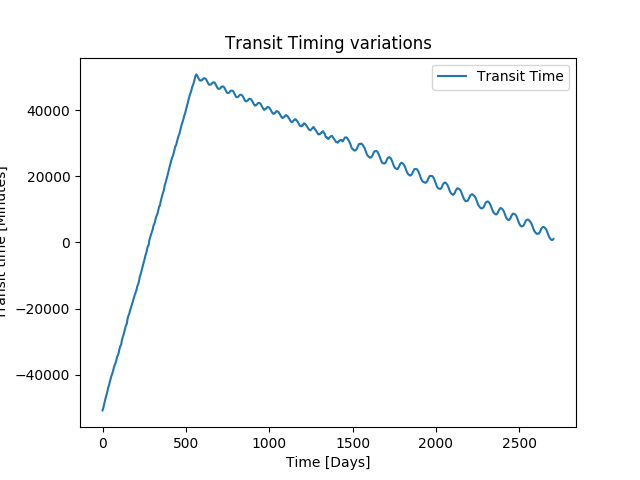 Transit Timing variations
Transit Time
40000
20000
0
−20000
−40000
Transit time [Minutes]
0
500
1000
1500
2000
2500
Time [Days]